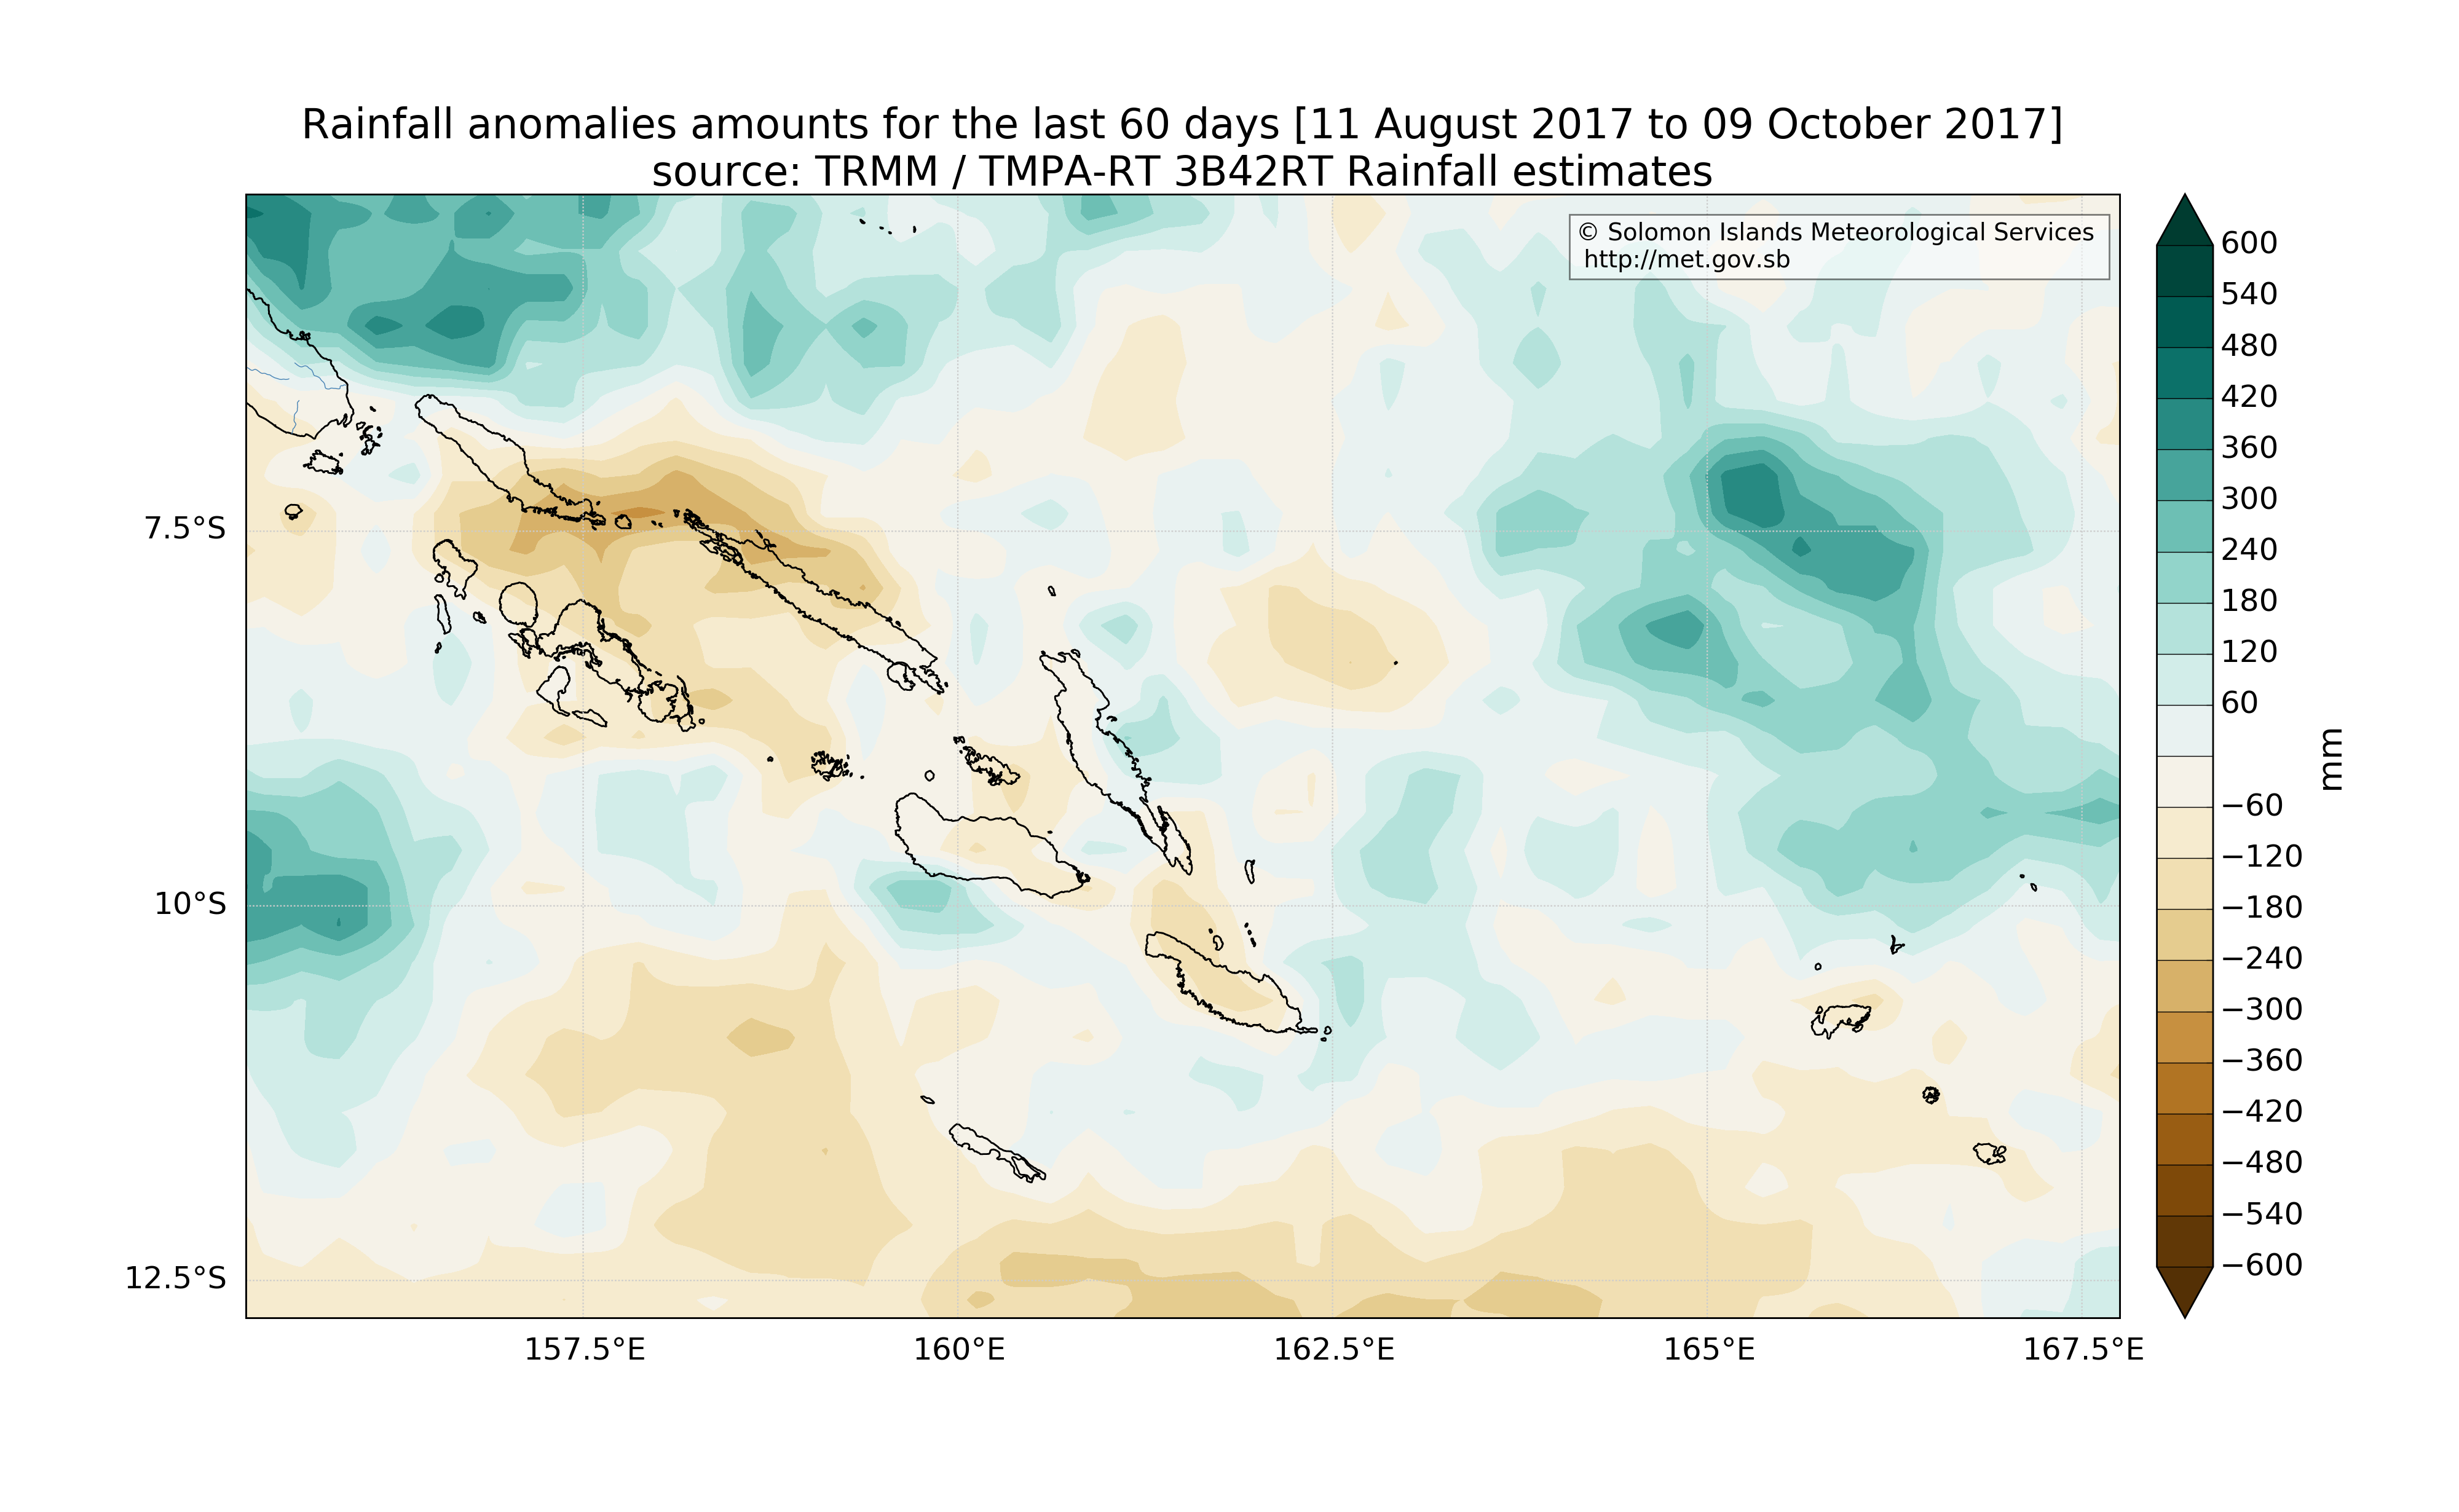 Rainfall anomalies amounts for the last 60 days [11 August 2017 to 09 October 2017]
source: TRMM / TMPA-RT 3B42RT Rainfall estimates
© Solomon Islands Meteorological Services
http://met.gov.sb
7.5°S
10°S
12.5°S
157.5°E
160°E
162.5°E
165°E
167.5°E
600
540
480
420
360
300
240
180
120
60
−60
−120
−180
−240
−300
−360
−420
−480
−540
−600
mm